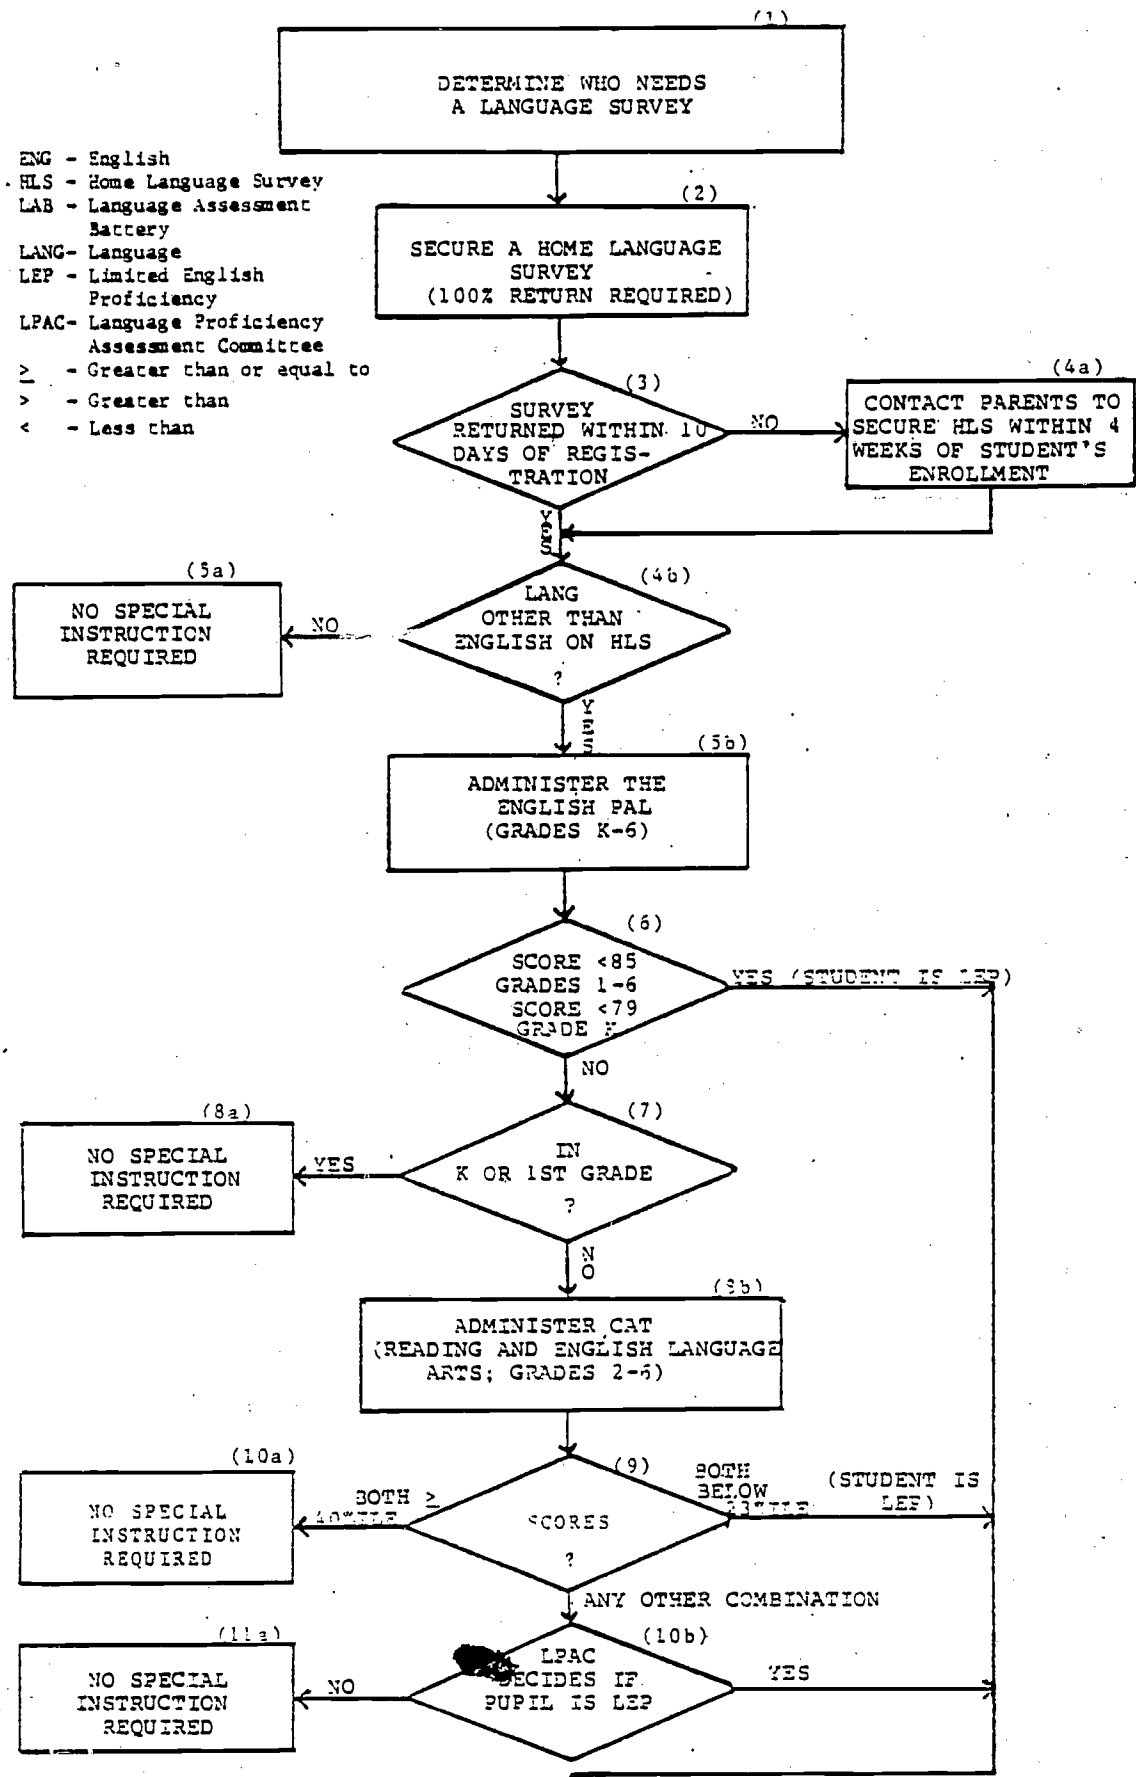 (1)
DETERMINE WHO NEEDS
A LANGUAGE SURVEY
ENG - English
HLS - Home Language Survey
LAB - Language Assessment
Battery
LANG- Language
LEP - Limited English
Proficiency
LPAC- Language Proficiency
Assessment Committee
≥ - Greater than or equal to
> - Greater than
< - Less than
(2)
SECURE A HOME LANGUAGE
SURVEY
(100% RETURN REQUIRED)
(3)
SURVEY
RETURNED WITHIN 10
DAYS OF REGIS-
TRATION
NO
(4a)
CONTACT PARENTS TO
SECURE HLS WITHIN 4
WEEKS OF STUDENT'S
ENROLLMENT
YES
(4b)
LANG
OTHER THAN
ENGLISH ON HLS
?
NO
(5a)
NO SPECIAL
INSTRUCTION
REQUIRED
YES
(5b)
ADMINISTER THE
ENGLISH PAL
(GRADES K-6)
(6)
SCORE <85
GRADES 1-6
SCORE <79
GRADE K
YES (STUDENT IS LEP)
NO
(7)
IN
K OR 1ST GRADE
?
YES
(8a)
NO SPECIAL
INSTRUCTION
REQUIRED
NO
(8b)
ADMINISTER CAT
(READING AND ENGLISH LANGUAGE
ARTS; GRADES 2-6)
(9)
SCORES
?
BOTH ≥
40%ILE
(10a)
NO SPECIAL
INSTRUCTION
REQUIRED
BOTH
BELOW
(STUDENT IS
LEP)
ANY OTHER COMBINATION
(10b)
LPAC
DECIDES IF
PUPIL IS LEP
YES
NO
(11a)
NO SPECIAL
INSTRUCTION
REQUIRED